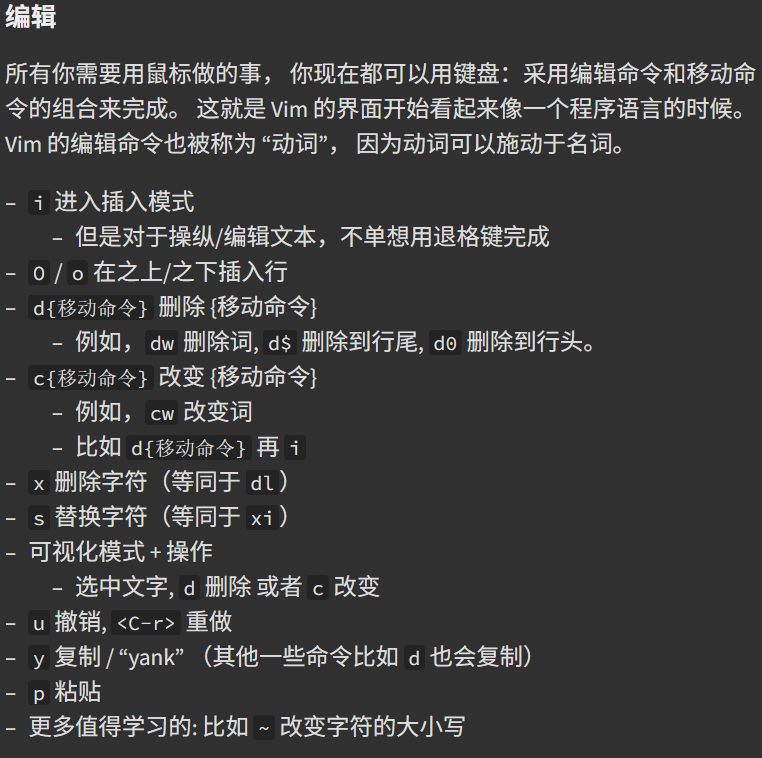 编辑
所有你需要用鼠标做的事， 你现在都可以用键盘：采用编辑命令和移动命
令的组合来完成。 这就是 Vim 的界面开始看起来像一个程序语言的时候。
Vim 的编辑命令也被称为 “动词”， 因为动词可以施动于名词。
– i 进入插入模式
– 但是对于操纵/编辑文本，不单想用退格键完成
– O / o 在之上/之下插入行
– d{移动命令} 删除 {移动命令}
– 例如，dw 删除词, d$ 删除到行尾, d0 删除到行头。
– c{移动命令} 改变 {移动命令}
– 例如，cw 改变词
– 比如 d{移动命令} 再 i
– x 删除字符（等同于 dl）
– s 替换字符（等同于 xi）
– 可视化模式 + 操作
– 选中文字, d 删除 或者 c 改变
– u 撤销, <C-r> 重做
– y 复制 / “yank” （其他一些命令比如 d 也会复制）
– p 粘贴
– 更多值得学习的: 比如 ~ 改变字符的大小写